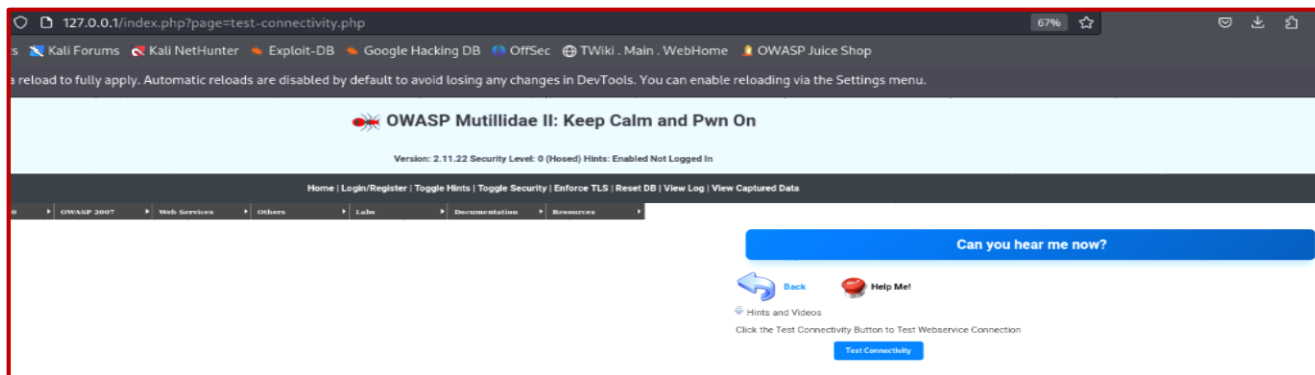 127.0.0.1/index.php?page=test-connectivity.php 67%
Kali Forums Kali NetHunter Exploit-DB Google Hacking DB OffSec TWiki . Main . WebHome OWASP Juice Shop
a reload to fully apply. Automatic reloads are disabled by default to avoid losing any changes in DevTools. You can enable reloading via the Settings menu.
OWASP Mutillidae II: Keep Calm and Pwn On
Version: 2.11.22 Security Level: 0 (Hosed) Hints: Enabled Not Logged In
Home | Login/Register | Toggle Hints | Toggle Security | Enforce TLS | Reset DB | View Log | View Captured Data
OWASP 2007 Web Services Others Labs Documentation Resources
Can you hear me now?
Back Help Me!
Hints and Videos
Click the Test Connectivity Button to Test Webservice Connection
Test Connectivity